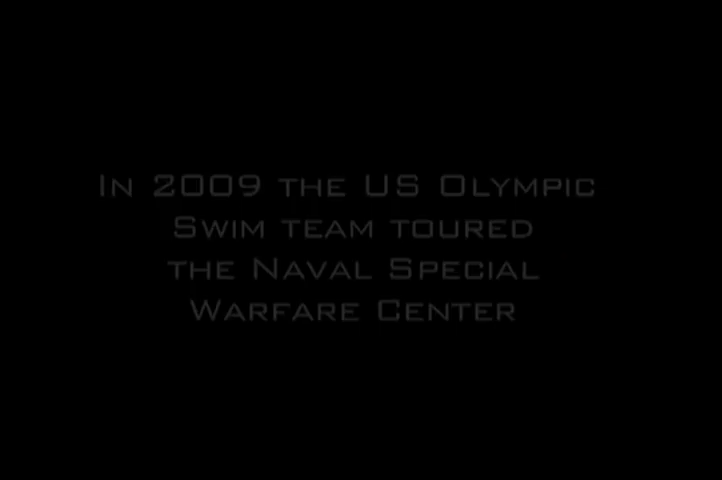 In 2009 the US Olympic
Swim team toured
the Naval Special
Warfare Center